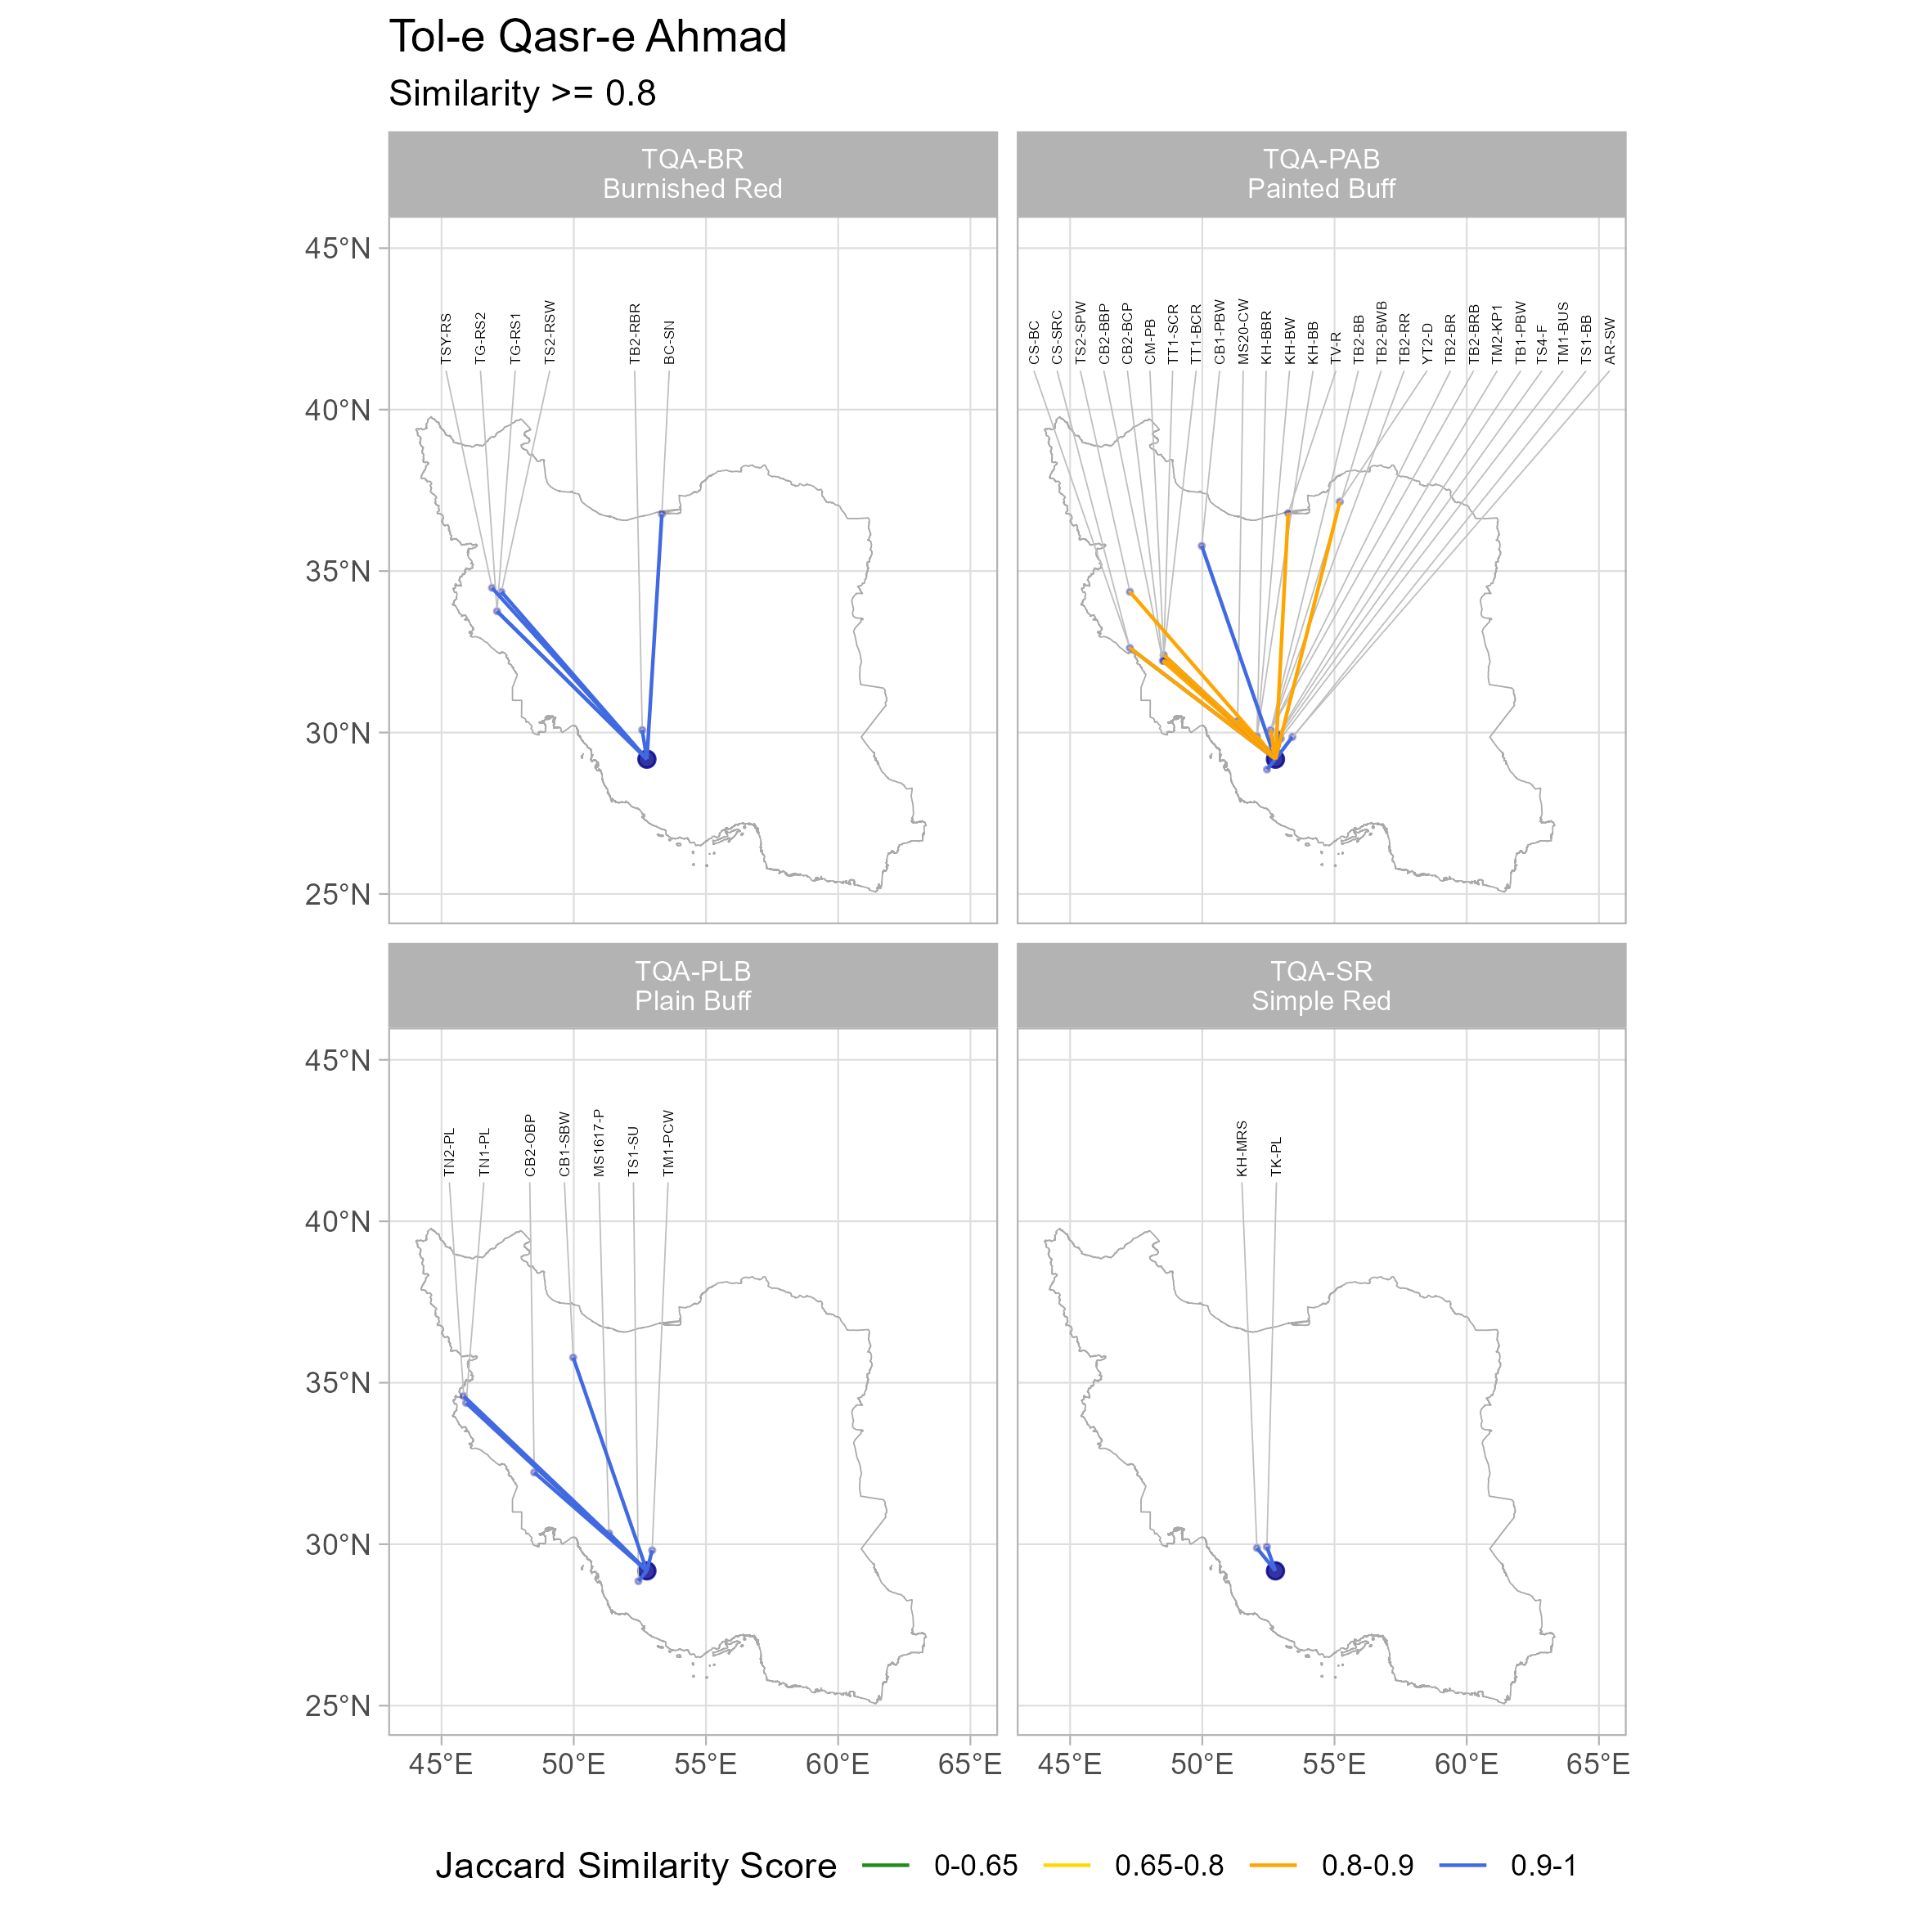 Tol-e Qasr-e Ahmad
Similarity >= 0.8
TQA-BR
Burnished Red
TQA-PAB
Painted Buff
45°N
40°N
35°N
30°N
25°N
TSY-RS
TG-RS2
TG-RS1
TS2-RSW
TB2-RBR
BC-SN
CS-BC
CS-SRC
TS2-SPW
CB2-BBP
CB2-BCP
CM-PB
TT1-SCR
TT1-BCR
CB1-PBW
MS20-CW
KH-BBR
KH-BW
KH-BB
TV-R
TB2-BB
TB2-BWB
TB2-RR
YT2-D
TB2-BR
TB2-BRB
TM2-KP1
TB1-PBW
TS4-F
TM1-BUS
TS1-BB
AR-SW
TQA-PLB
Plain Buff
TQA-SR
Simple Red
45°N
40°N
35°N
30°N
25°N
TN2-PL
TN1-PL
CB2-OBP
CB1-SBW
MS1617-P
TS1-SU
TM1-PCW
KH-MRS
TK-PL
45°E 50°E 55°E 60°E 65°E
45°E 50°E 55°E 60°E 65°E
Jaccard Similarity Score 0-0.65 0.65-0.8 0.8-0.9 0.9-1